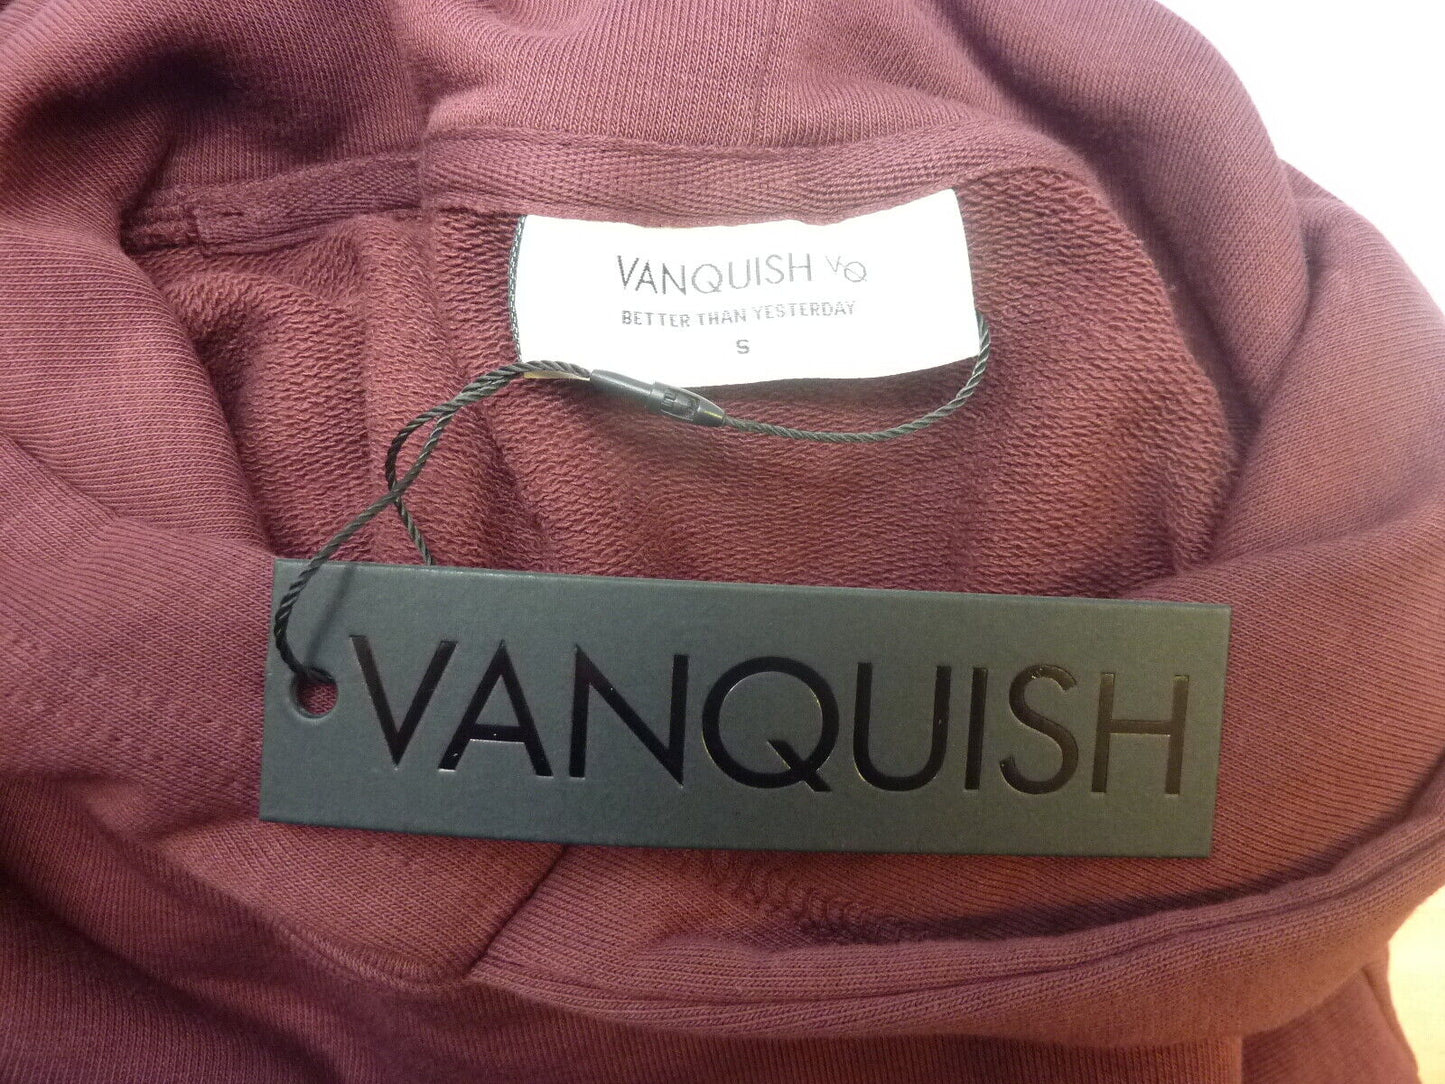 VANQUISH VQ
BETTER THAN YESTERDAY
S
VANQUISH